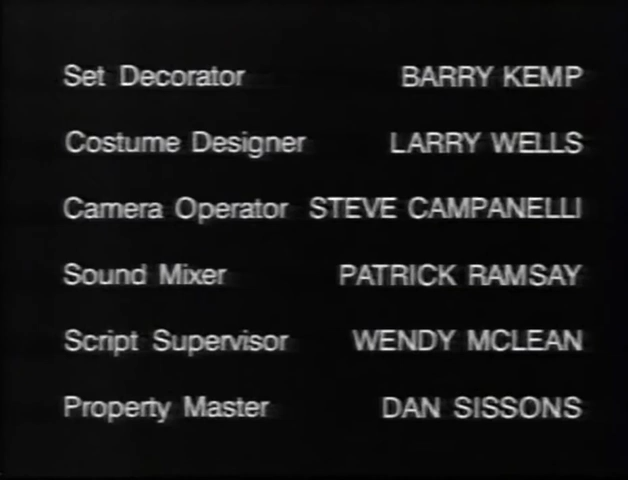 Set Decorator BARRY KEMP
Costume Designer LARRY WELLS
Camera Operator STEVE CAMPANELLI
Sound Mixer PATRICK RAMSAY
Script Supervisor WENDY MCLEAN
Property Master DAN SISSONS